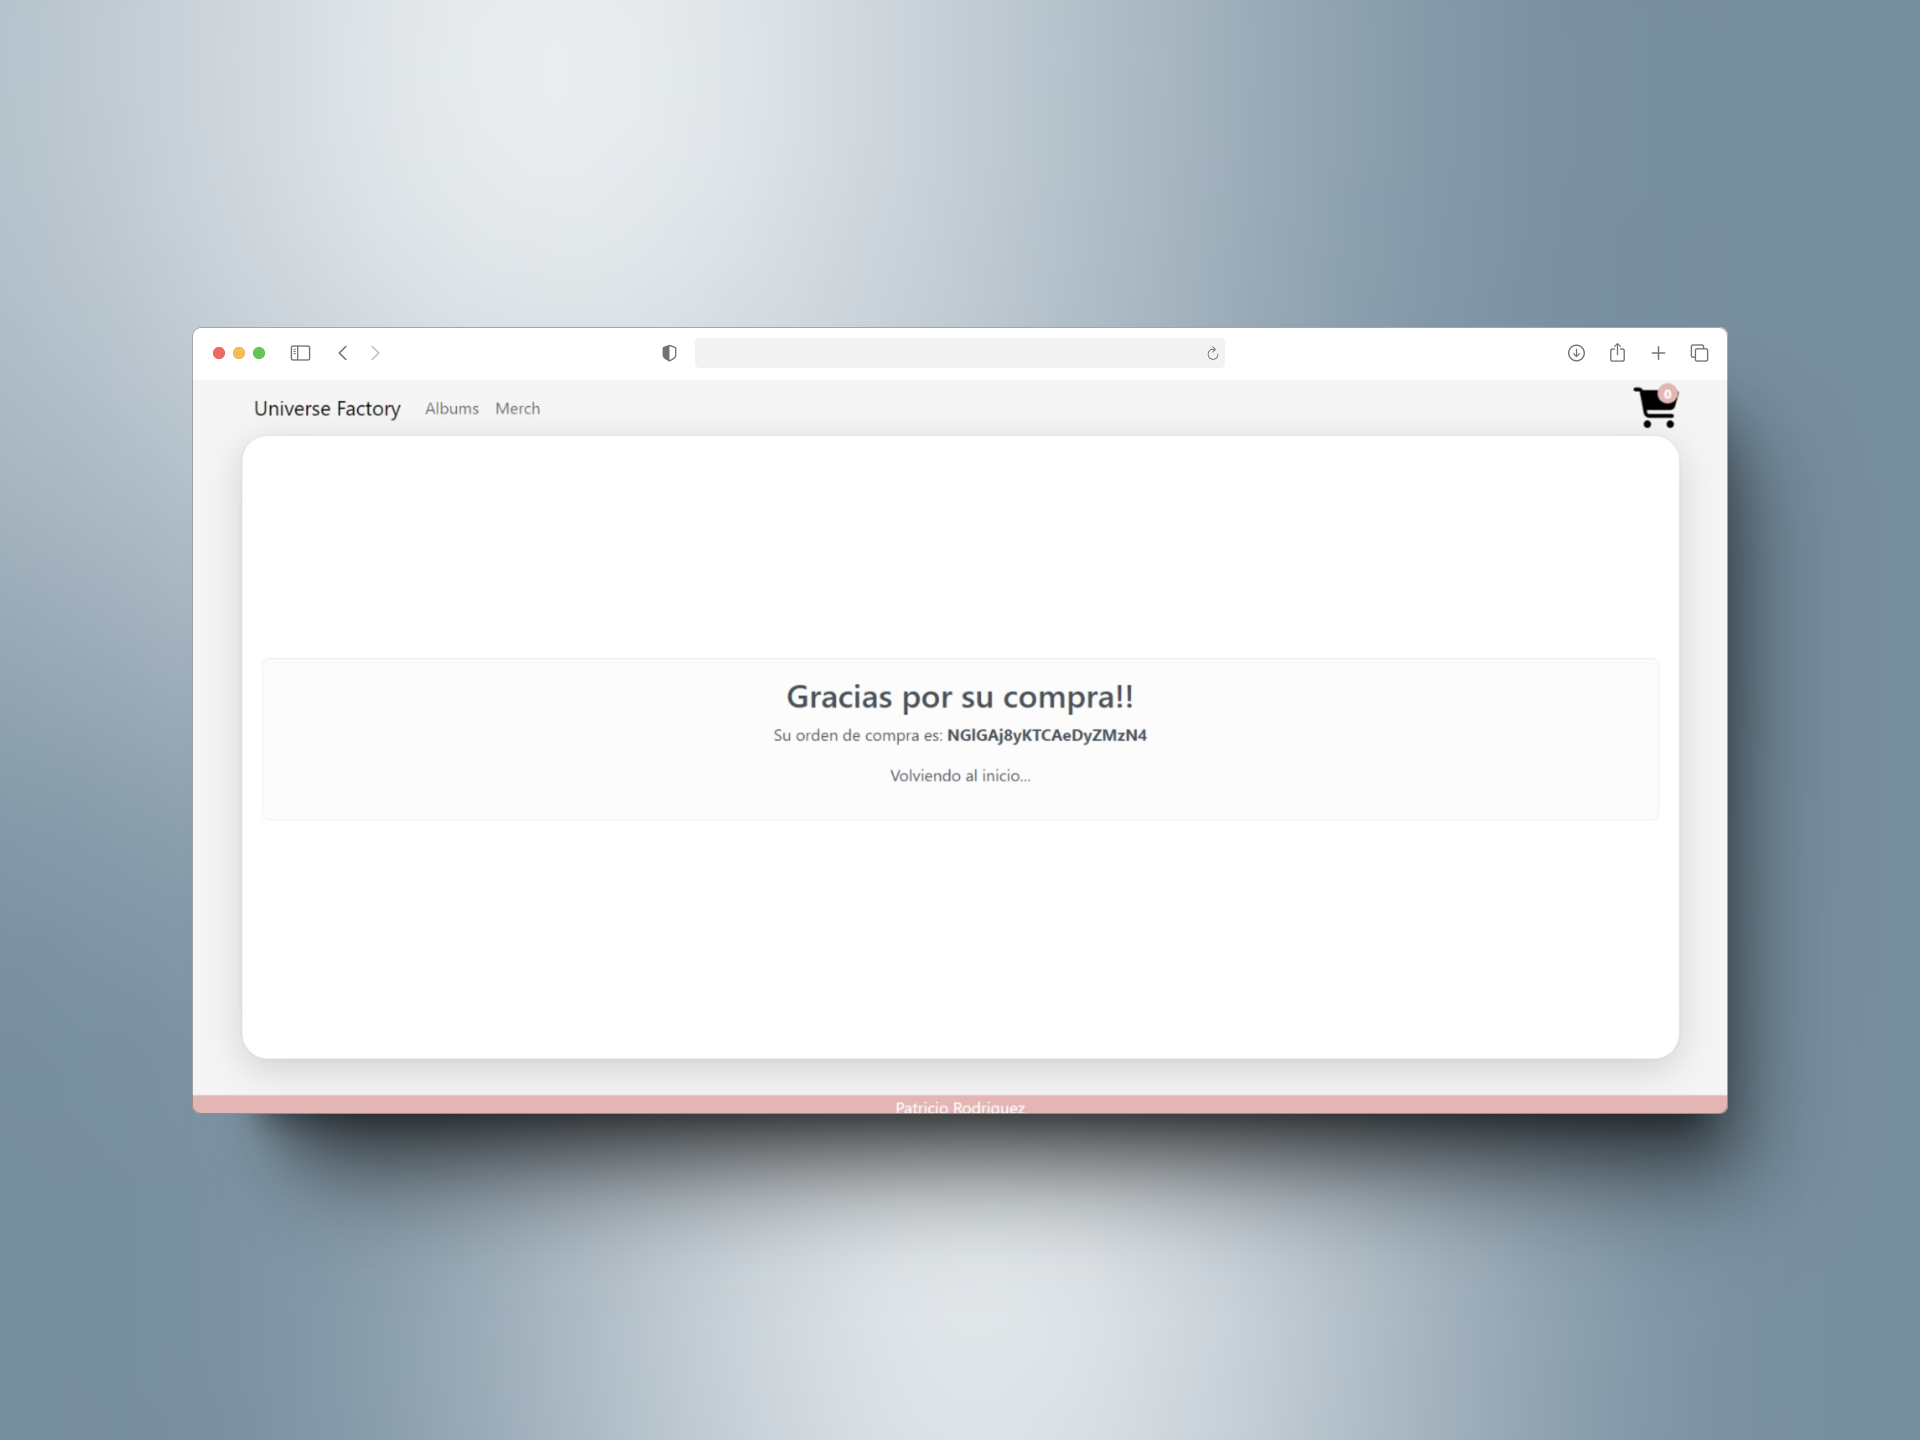 Universe Factory Albums Merch
0
Gracias por su compra!!
Su orden de compra es: NGlGAj8yKTCAeDyZMzN4
Volviendo al inicio...
Patricio Rodriguez